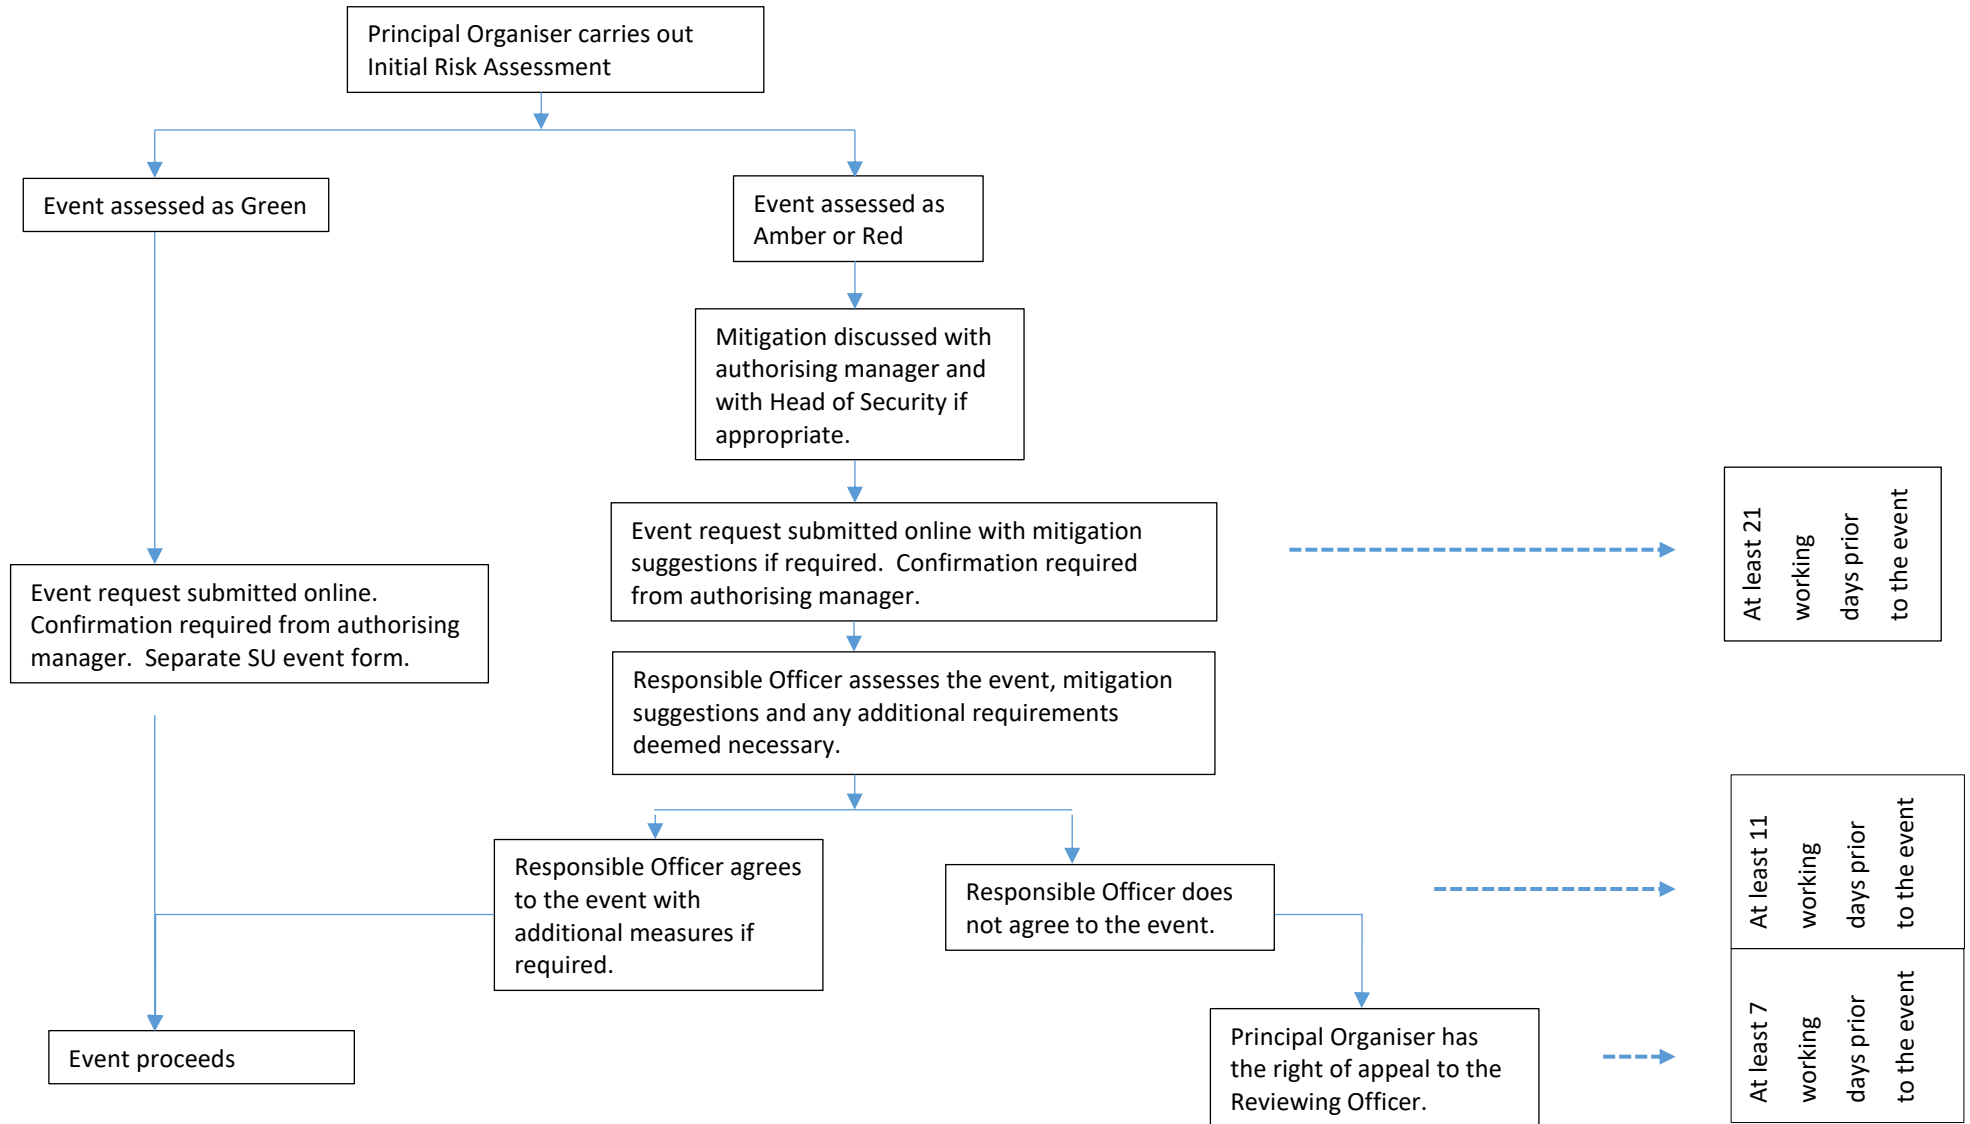 Principal Organiser carries out
Initial Risk Assessment
Event assessed as Green
Event assessed as
Amber or Red
Mitigation discussed with
authorising manager and
with Head of Security if
appropriate.
Event request submitted online with mitigation
suggestions if required.  Confirmation required
from authorising manager.
At least 21
working
days prior
to the event
Event request submitted online.
Confirmation required from authorising
manager.  Separate SU event form.
Responsible Officer assesses the event, mitigation
suggestions and any additional requirements
deemed necessary.
Responsible Officer agrees
to the event with
additional measures if
required.
Responsible Officer does
not agree to the event.
At least 11
working
days prior
to the event
Event proceeds
Principal Organiser has
the right of appeal to the
Reviewing Officer.
At least 7
working
days prior
to the event